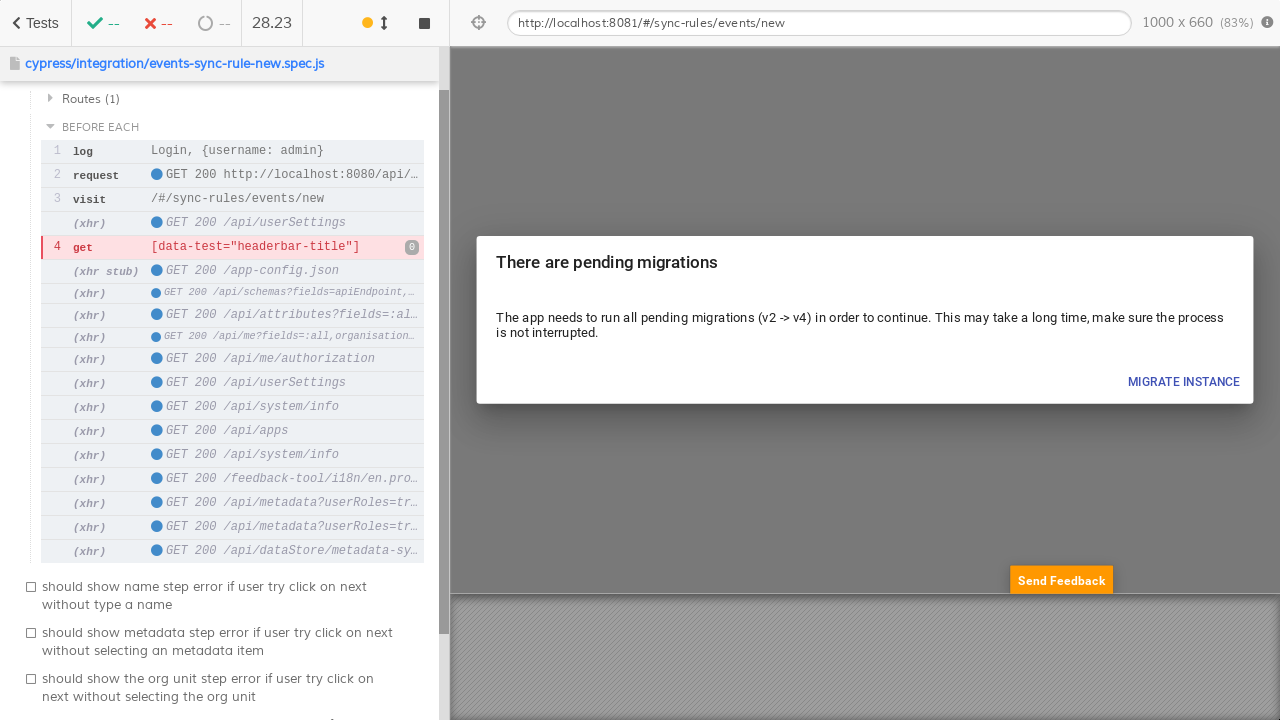 Tests
--
--
--
28.23
http://localhost:8081/#/sync-rules/events/new
1000 x 660 (83%)
cypress/integration/events-sync-rule-new.spec.js
Routes (1)
BEFORE EACH
1 log Login, {username: admin}
2 request GET 200 http://localhost:8080/api/…
3 visit /#/sync-rules/events/new
(xhr) GET 200 /api/userSettings
4 get [data-test="headerbar-title"] 0
(xhr stub) GET 200 /app-config.json
(xhr) GET 200 /api/schemas?fields=apiEndpoint,…
(xhr) GET 200 /api/attributes?fields=:al…
(xhr) GET 200 /api/me?fields=:all,organisation…
(xhr) GET 200 /api/me/authorization
(xhr) GET 200 /api/userSettings
(xhr) GET 200 /api/system/info
(xhr) GET 200 /api/apps
(xhr) GET 200 /api/system/info
(xhr) GET 200 /feedback-tool/i18n/en.pro…
(xhr) GET 200 /api/metadata?userRoles=tr…
(xhr) GET 200 /api/metadata?userRoles=tr…
(xhr) GET 200 /api/dataStore/metadata-sy…
should show name step error if user try click on next
without type a name
should show metadata step error if user try click on next
without selecting an metadata item
should show the org unit step error if user try click on
next without selecting the org unit
There are pending migrations
The app needs to run all pending migrations (v2 -> v4) in order to continue. This may take a long time, make sure the process
is not interrupted.
MIGRATE INSTANCE
Send Feedback